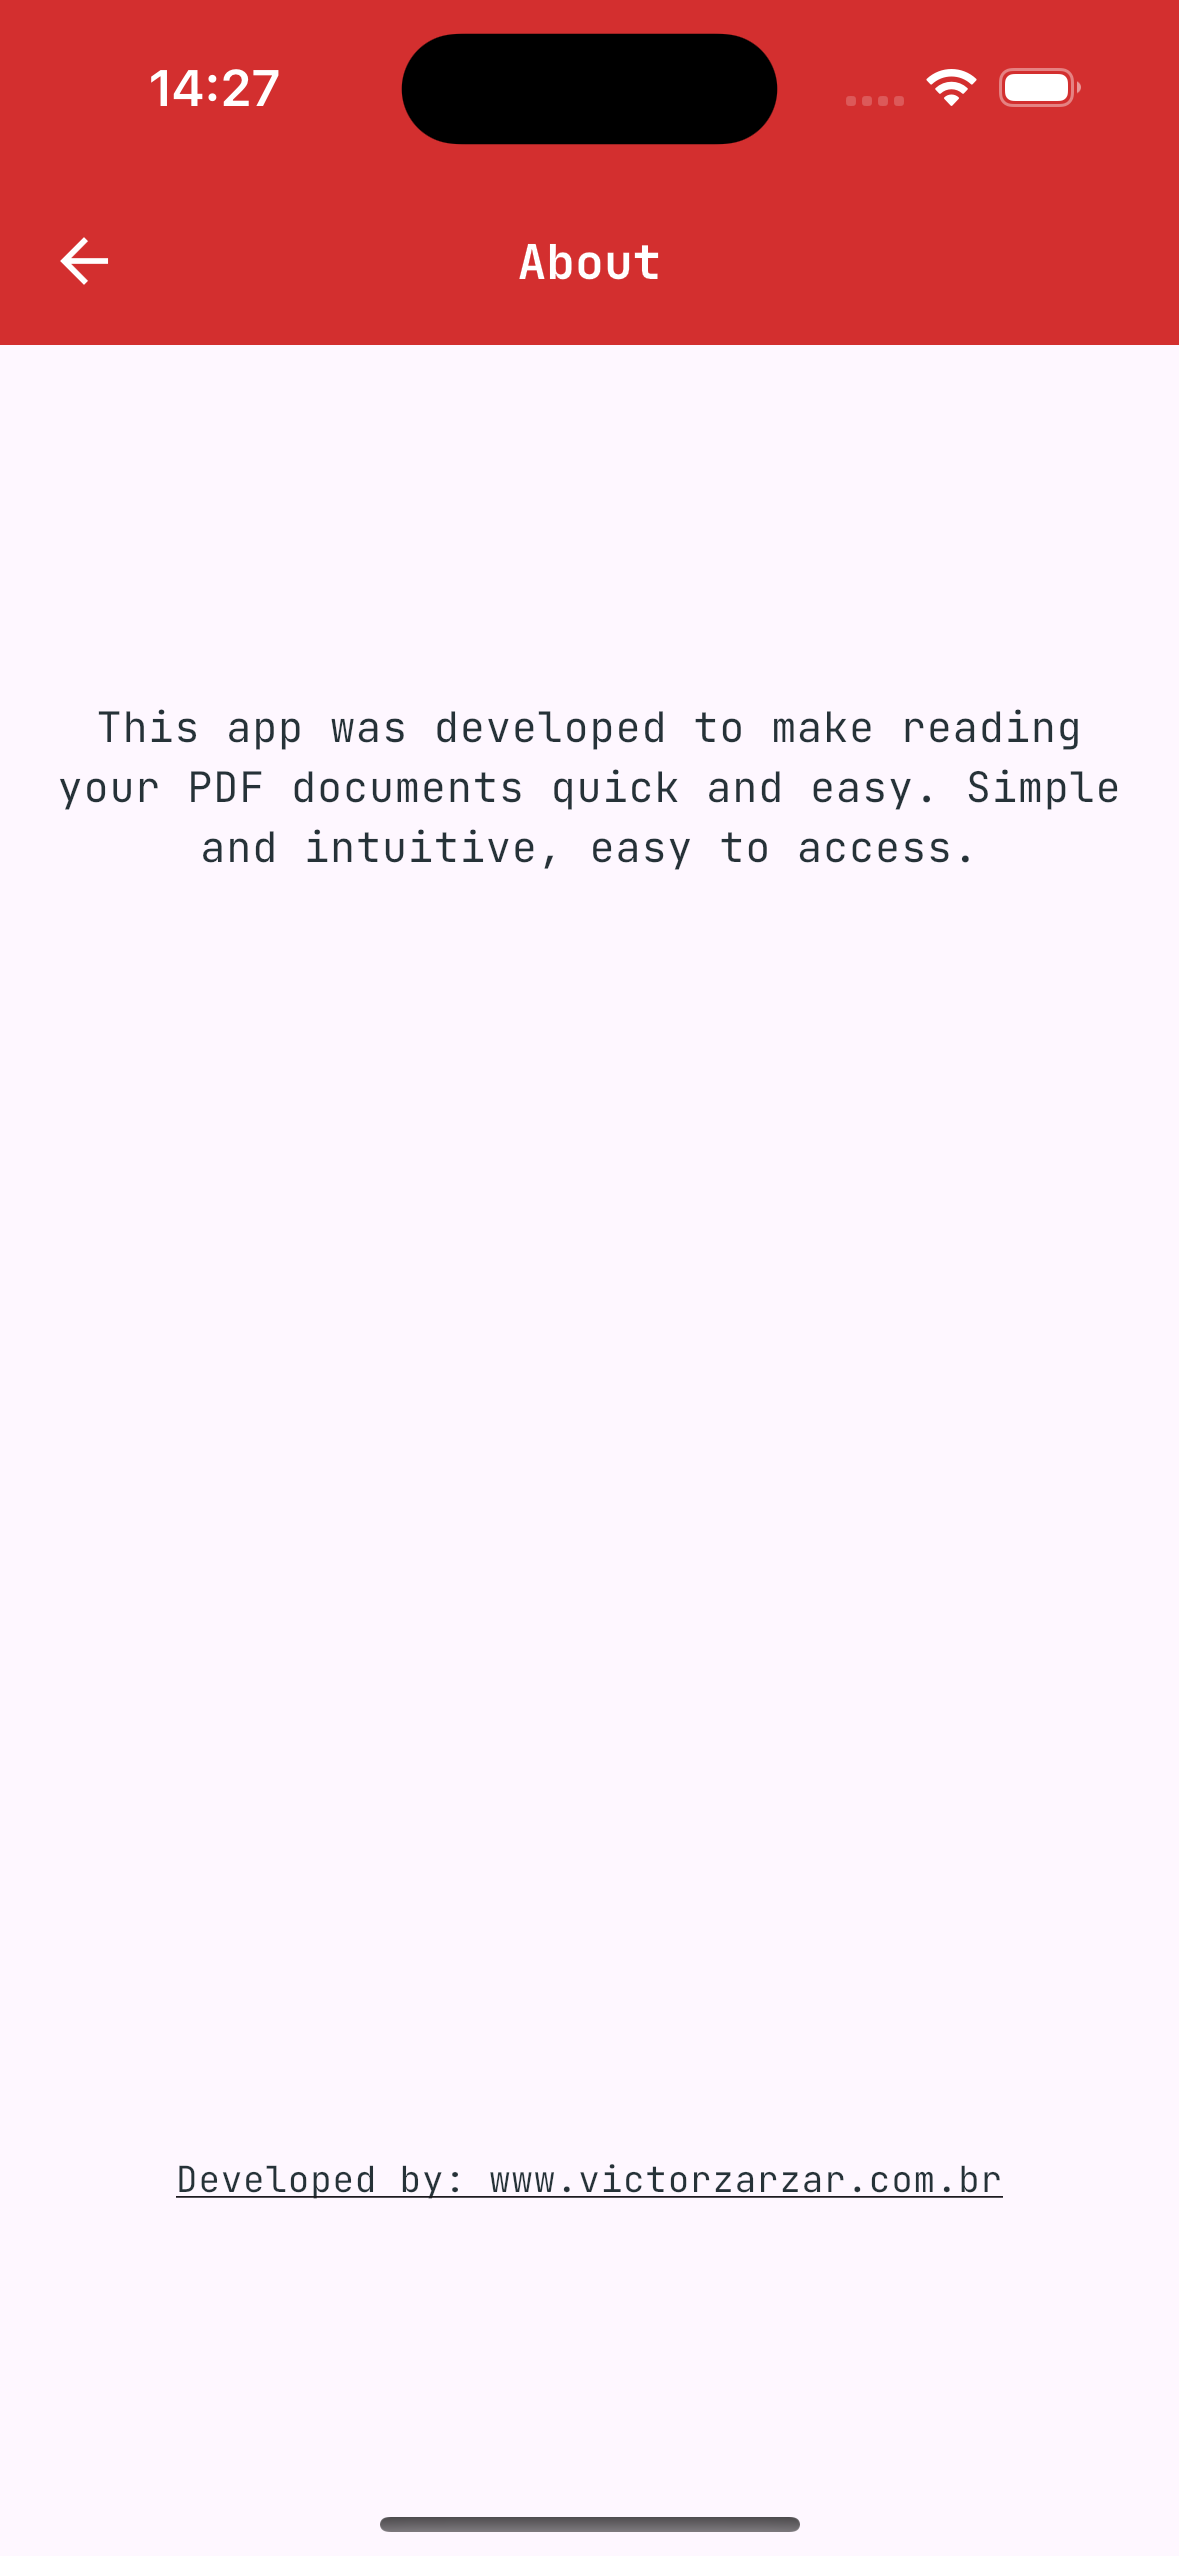 14:27
About
This app was developed to make reading
your PDF documents quick and easy. Simple
and intuitive, easy to access.
Developed by: www.victorzarzar.com.br